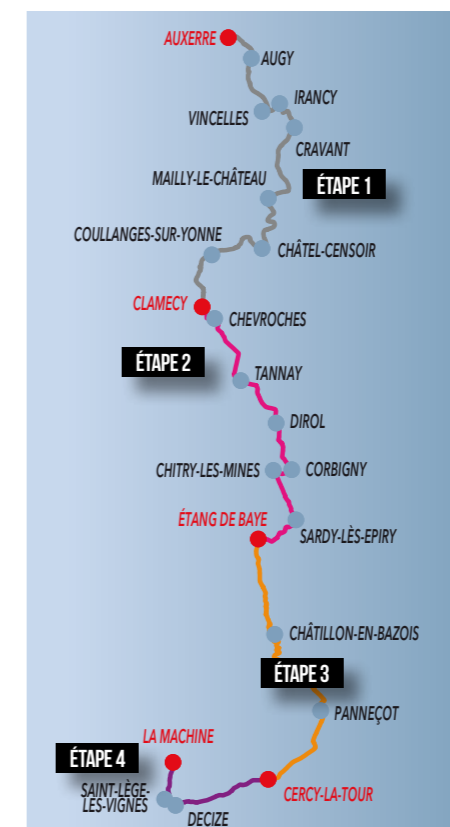 AUXERRE
AUGY
IRANCY
VINCELLES
CRAVANT
MAILLY-LE-CHÂTEAU
ÉTAPE 1
COULLANGES-SUR-YONNE
CHÂTEL-CENSOIR
CLAMECY
CHEVROCHES
ÉTAPE 2
TANNAY
DIROL
CHITRY-LES-MINES
CORBIGNY
ÉTANG DE BAYE
SARDY-LÈS-EPIRY
CHÂTILLON-EN-BAZOIS
ÉTAPE 3
PANNEÇOT
LA MACHINE
ÉTAPE 4
SAINT-LÈGE-
LES-VIGNES
CERCY-LA-TOUR
DECIZE